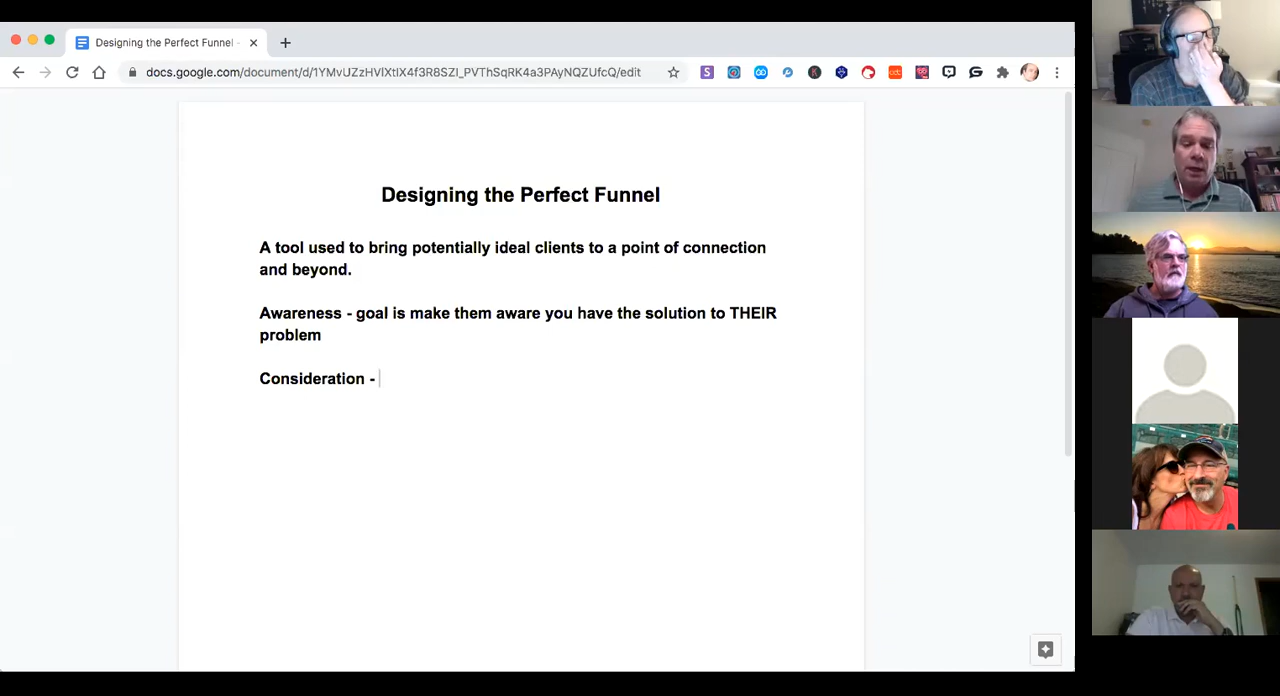 Designing the Perfect Funnel -
docs.google.com/document/d/1YMvUZzHVlXtIX4f3R8SZI_PVThSqRK4a3PAyNQZUfcQ/edit
Designing the Perfect Funnel
A tool used to bring potentially ideal clients to a point of connection
and beyond.
Awareness - goal is make them aware you have the solution to THEIR
problem
Consideration -